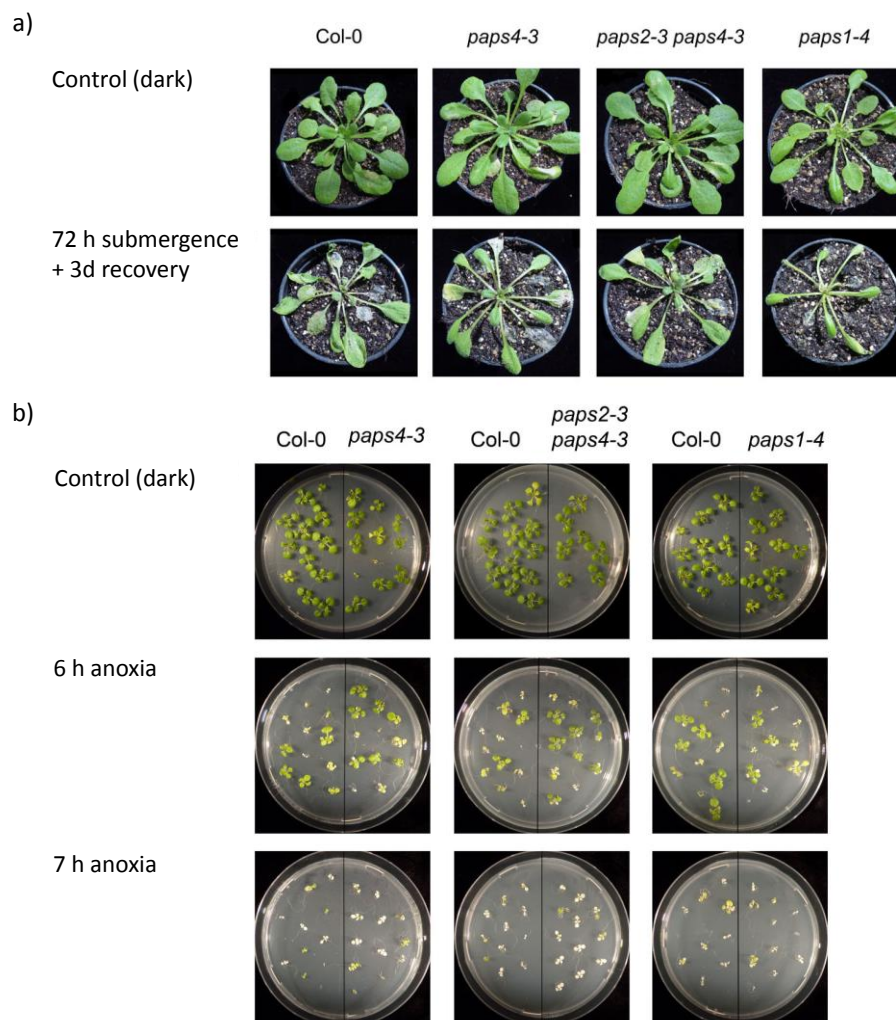 a)
Col-0 paps4-3 paps2-3 paps4-3 paps1-4
Control (dark)
72 h submergence
+ 3d recovery
b)
Col-0 paps4-3 Col-0 paps2-3
paps4-3 Col-0 paps1-4
Control (dark)
6 h anoxia
7 h anoxia